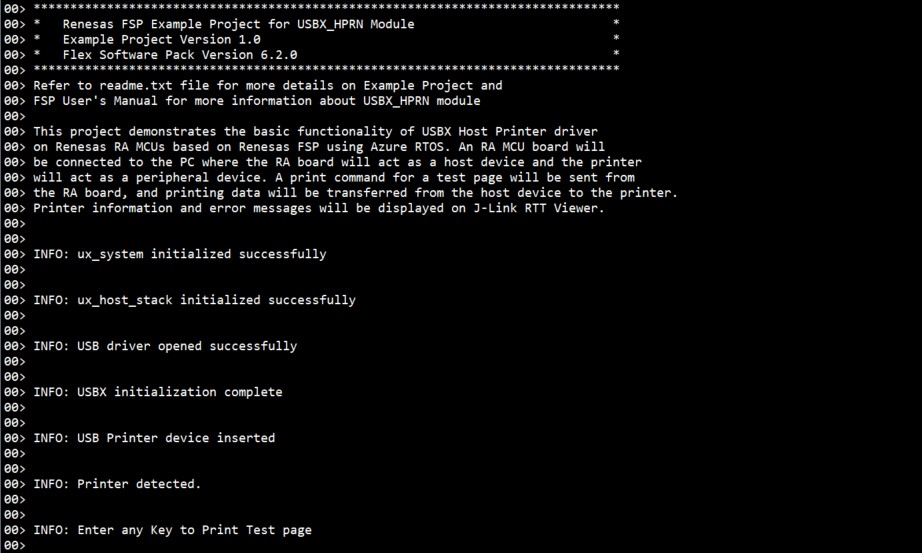 00> ********************************************************************************
00> *   Renesas FSP Example Project for USBX_HPRN Module                           *
00> *   Example Project Version 1.0                                                *
00> *   Flex Software Pack Version 6.2.0                                           *
00> ********************************************************************************
00> Refer to readme.txt file for more details on Example Project and
00> FSP User's Manual for more information about USBX_HPRN module
00>
00> This project demonstrates the basic functionality of USBX Host Printer driver
00> on Renesas RA MCUs based on Renesas FSP using Azure RTOS. An RA MCU board will
00> be connected to the PC where the RA board will act as a host device and the printer
00> will act as a peripheral device. A print command for a test page will be sent from
00> the RA board, and printing data will be transferred from the host device to the printer.
00> Printer information and error messages will be displayed on J-Link RTT Viewer.
00>
00>
00> INFO: ux_system initialized successfully
00>
00>
00> INFO: ux_host_stack initialized successfully
00>
00>
00> INFO: USB driver opened successfully
00>
00>
00> INFO: USBX initialization complete
00>
00>
00> INFO: USB Printer device inserted
00>
00>
00> INFO: Printer detected.
00>
00>
00> INFO: Enter any Key to Print Test page
00>